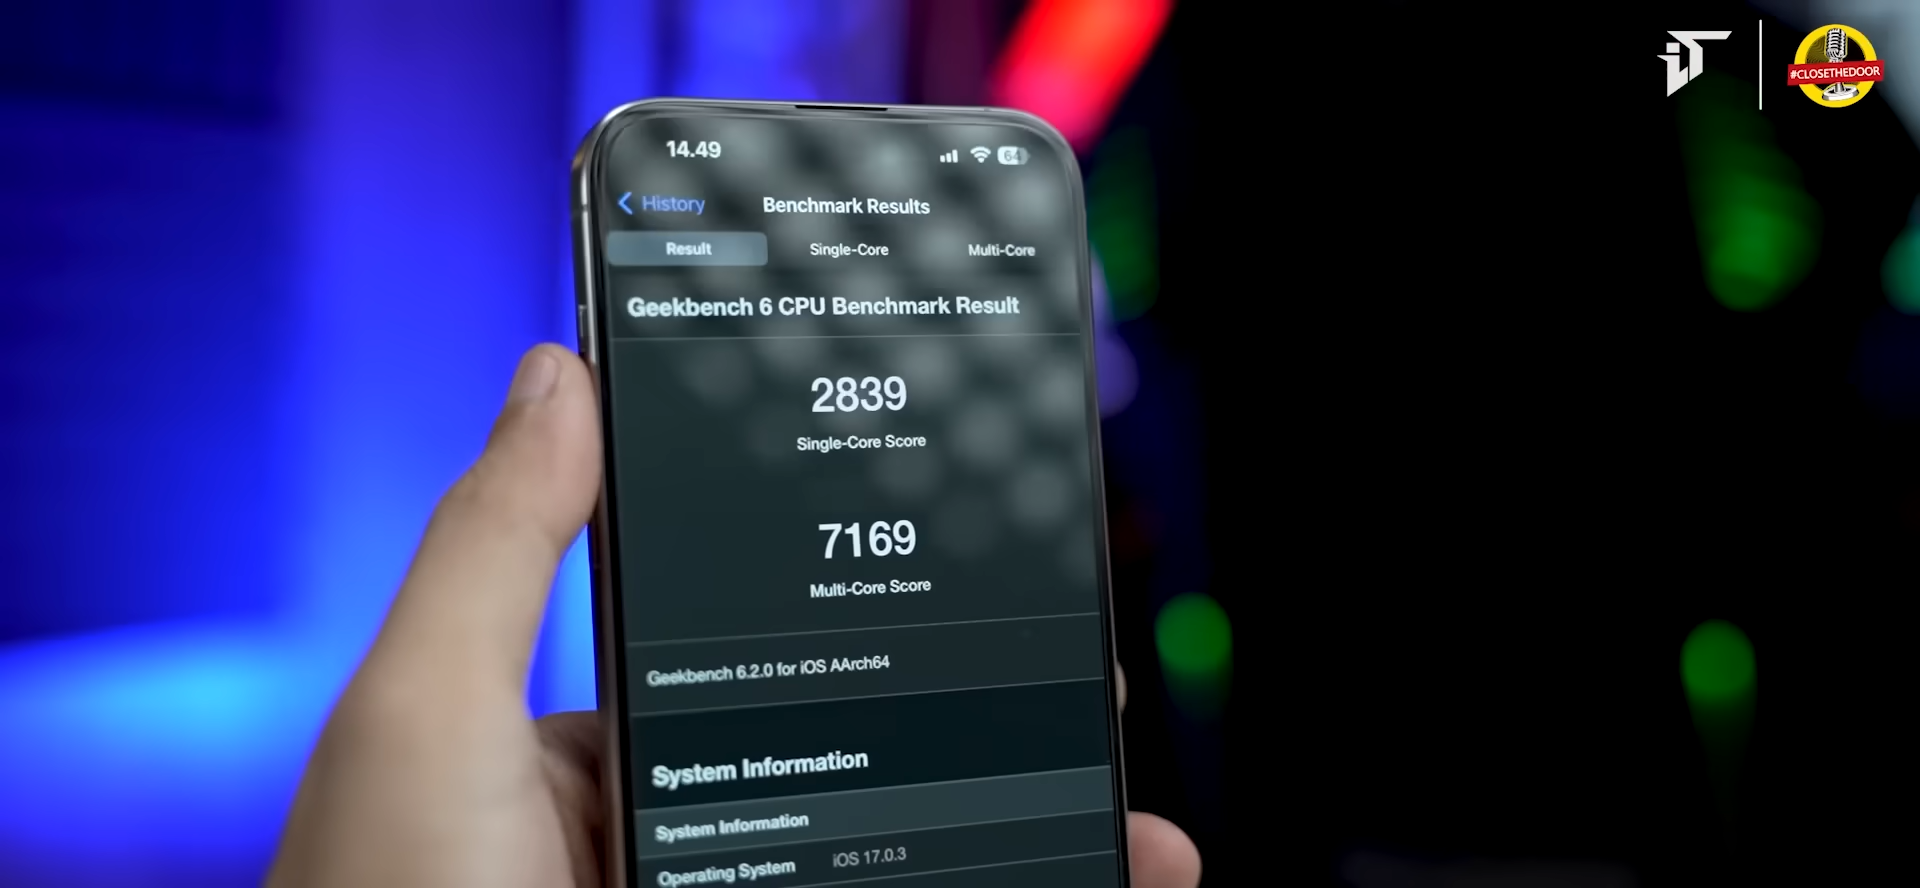 #CLOSETHEDOOR
14.49
64
History
Benchmark Results
Result
Single-Core
Multi-Core
Geekbench 6 CPU Benchmark Result
2839
Single-Core Score
7169
Multi-Core Score
Geekbench 6.2.0 for iOS AArch64
System Information
System Information
Operating System iOS 17.0.3